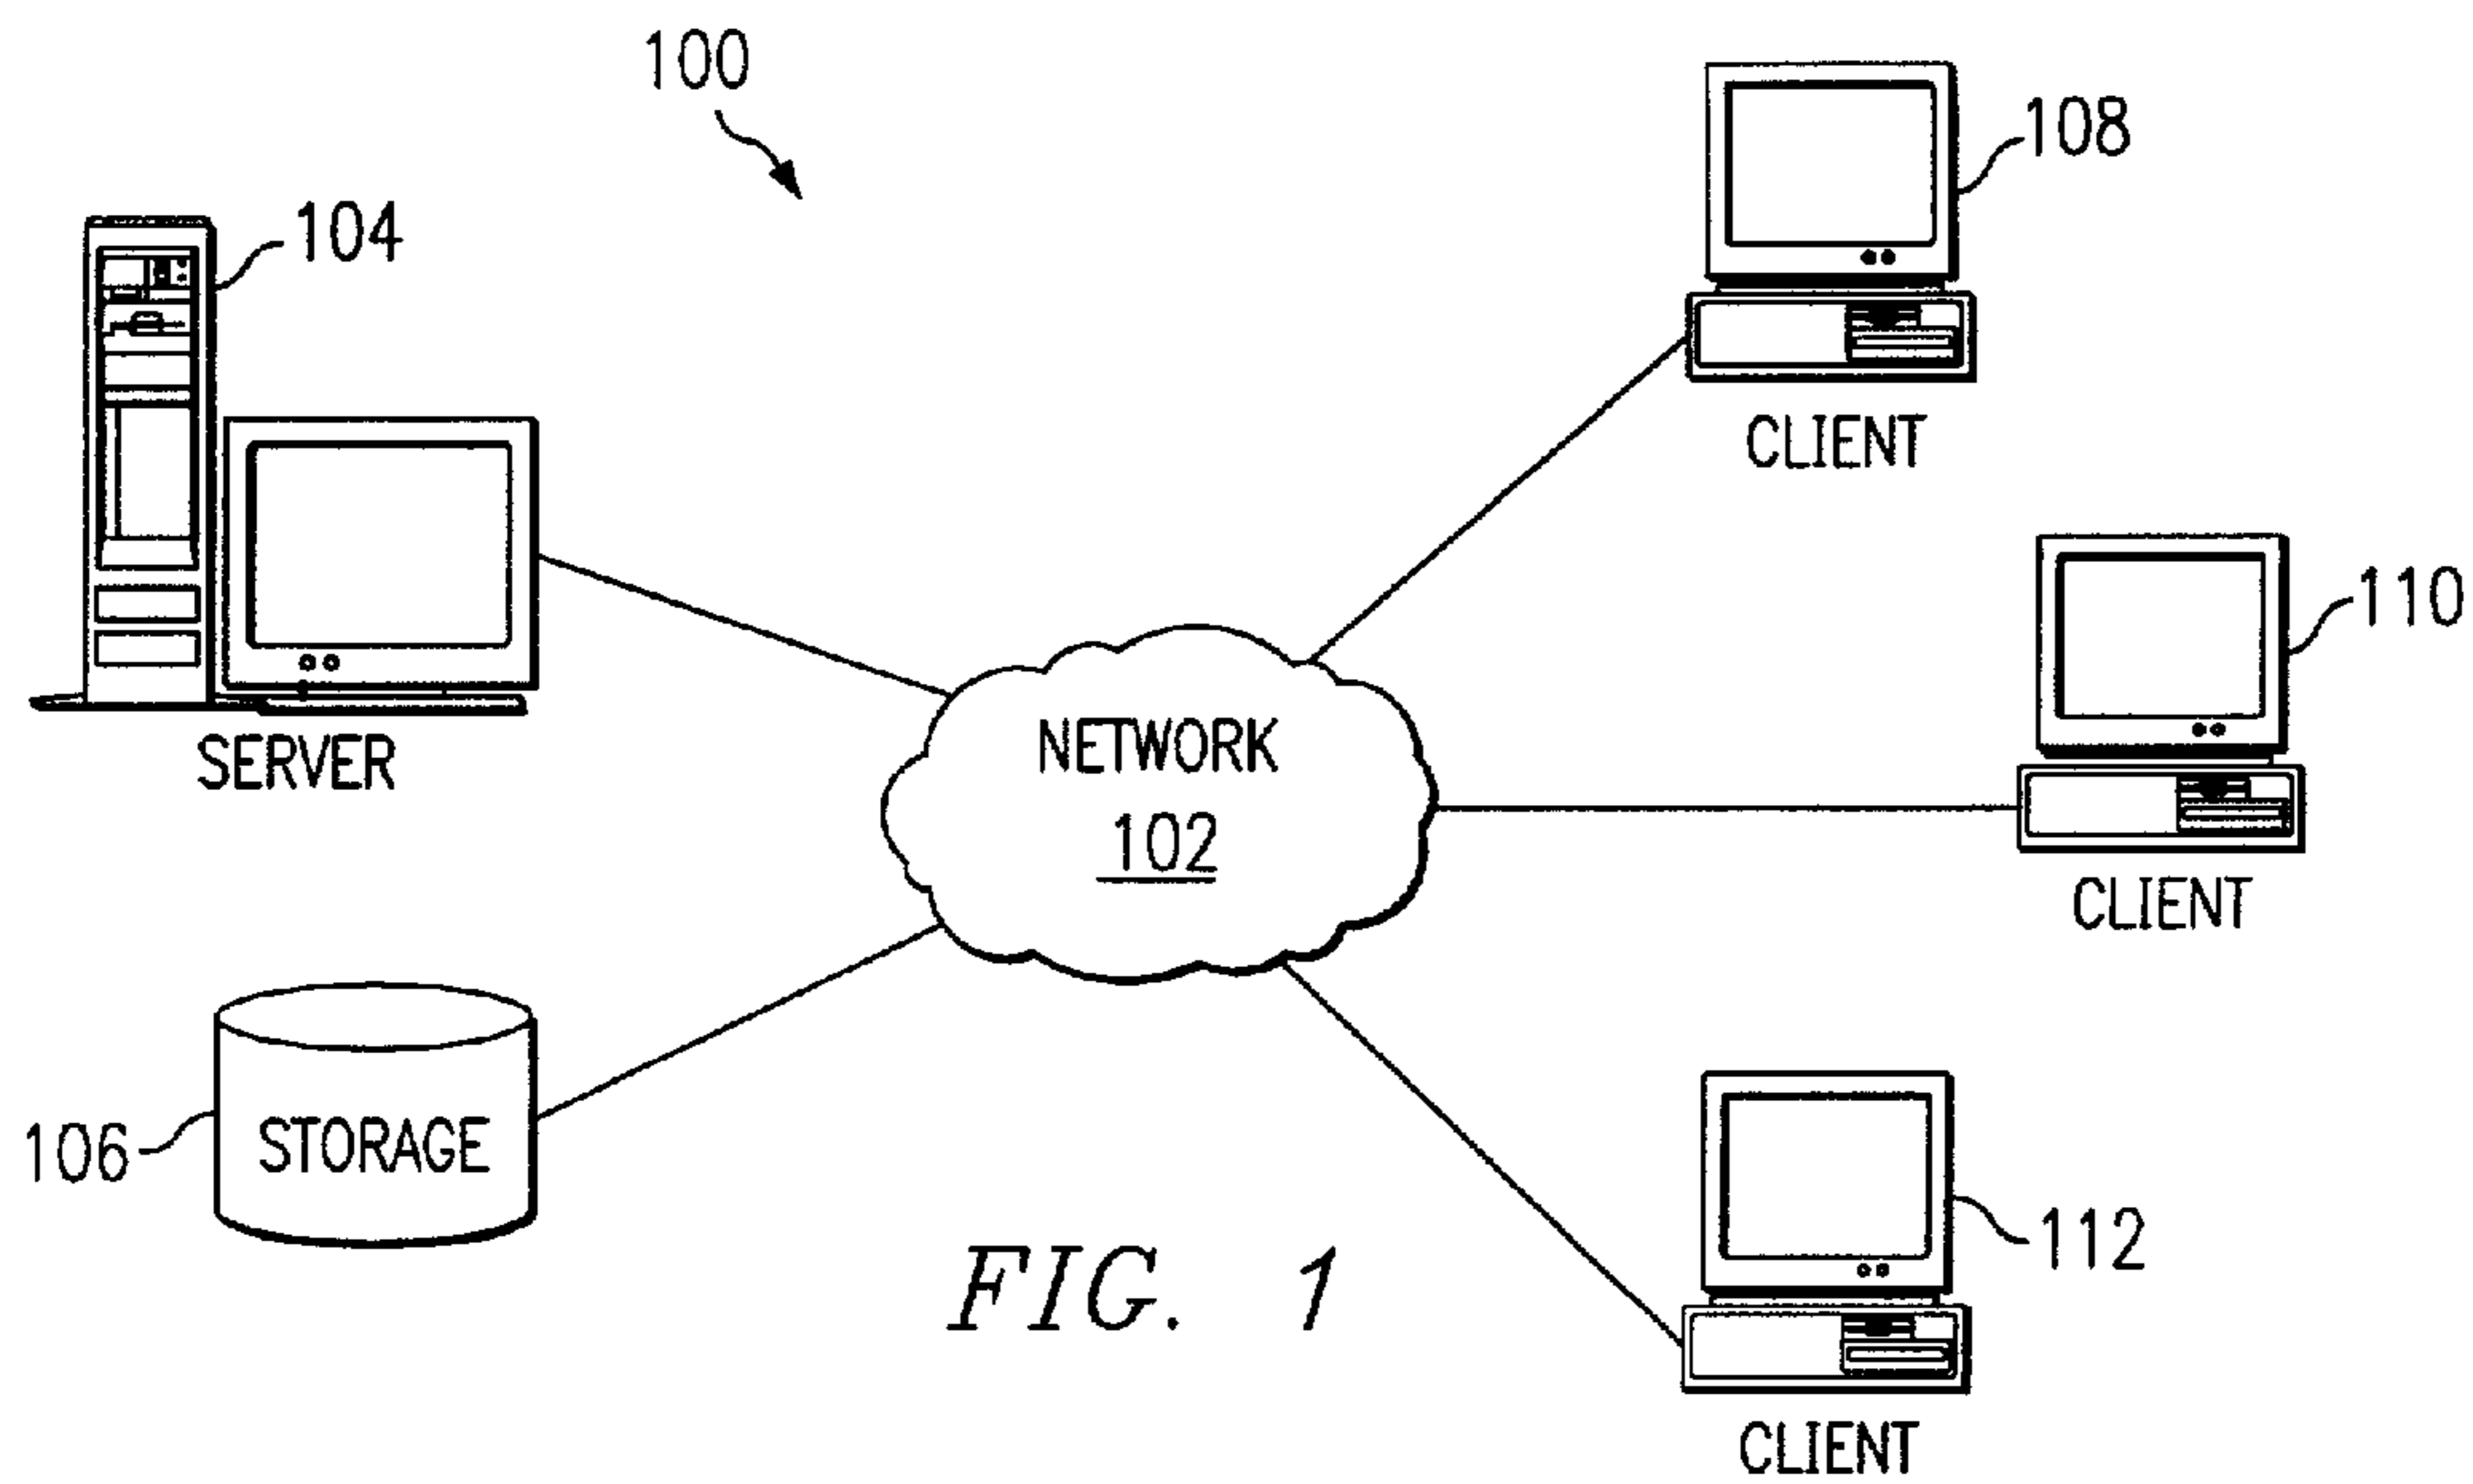 100
108
104
CLIENT
110
SERVER
NETWORK
102
CLIENT
106
STORAGE
112
FIG. 1
CLIENT